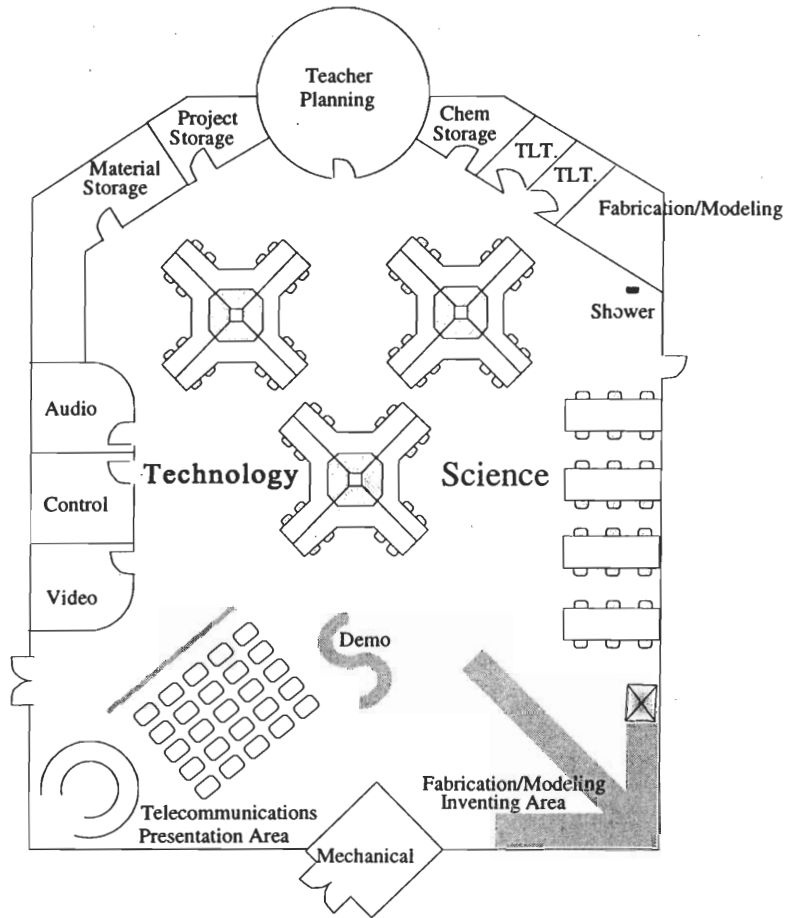 Teacher
Planning
Project
Storage
Chem
Storage
Material
Storage
TLT.
TLT.
Fabrication/Modeling
Shower
Audio
Technology
Science
Control
Video
Demo
Fabrication/Modeling
Inventing Area
Telecommunications
Presentation Area
Mechanical